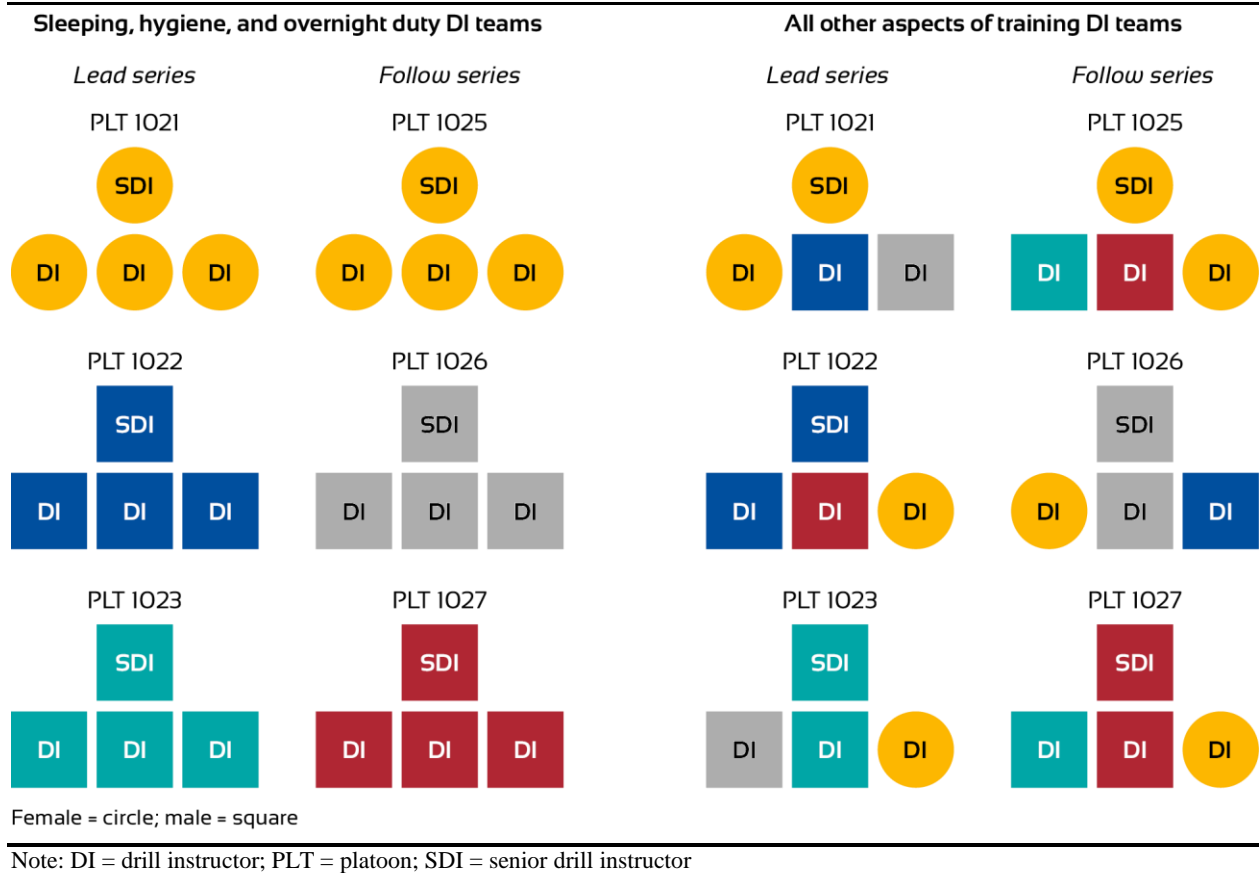 Sleeping, hygiene, and overnight duty DI teams
All other aspects of training DI teams
Lead series
Follow series
Lead series
Follow series
PLT 1021
PLT 1025
PLT 1021
PLT 1025
SDI
SDI
SDI
SDI
DI DI DI
DI DI DI
DI DI DI
DI DI DI
PLT 1022
PLT 1026
PLT 1022
PLT 1026
SDI
SDI
SDI
SDI
DI DI DI
DI DI DI
DI DI DI
DI DI DI
PLT 1023
PLT 1027
PLT 1023
PLT 1027
SDI
SDI
SDI
SDI
DI DI DI
DI DI DI
DI DI DI
DI DI DI
Female = circle; male = square
Note: DI = drill instructor; PLT = platoon; SDI = senior drill instructor